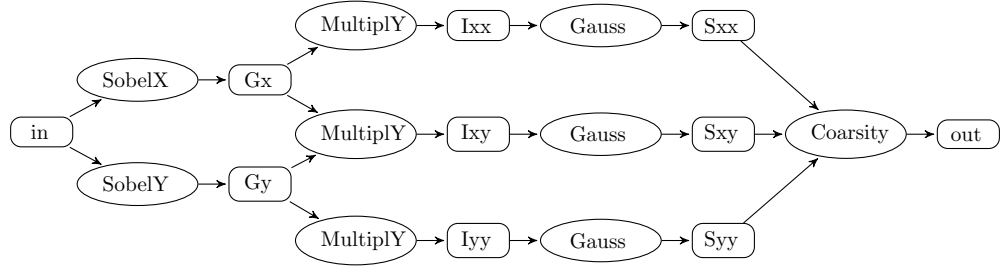 MultiplY Ixx Gauss Sxx
SobelX Gx
in MultiplY Ixy Gauss Sxy Coarsity out
SobelY Gy
MultiplY Iyy Gauss Syy